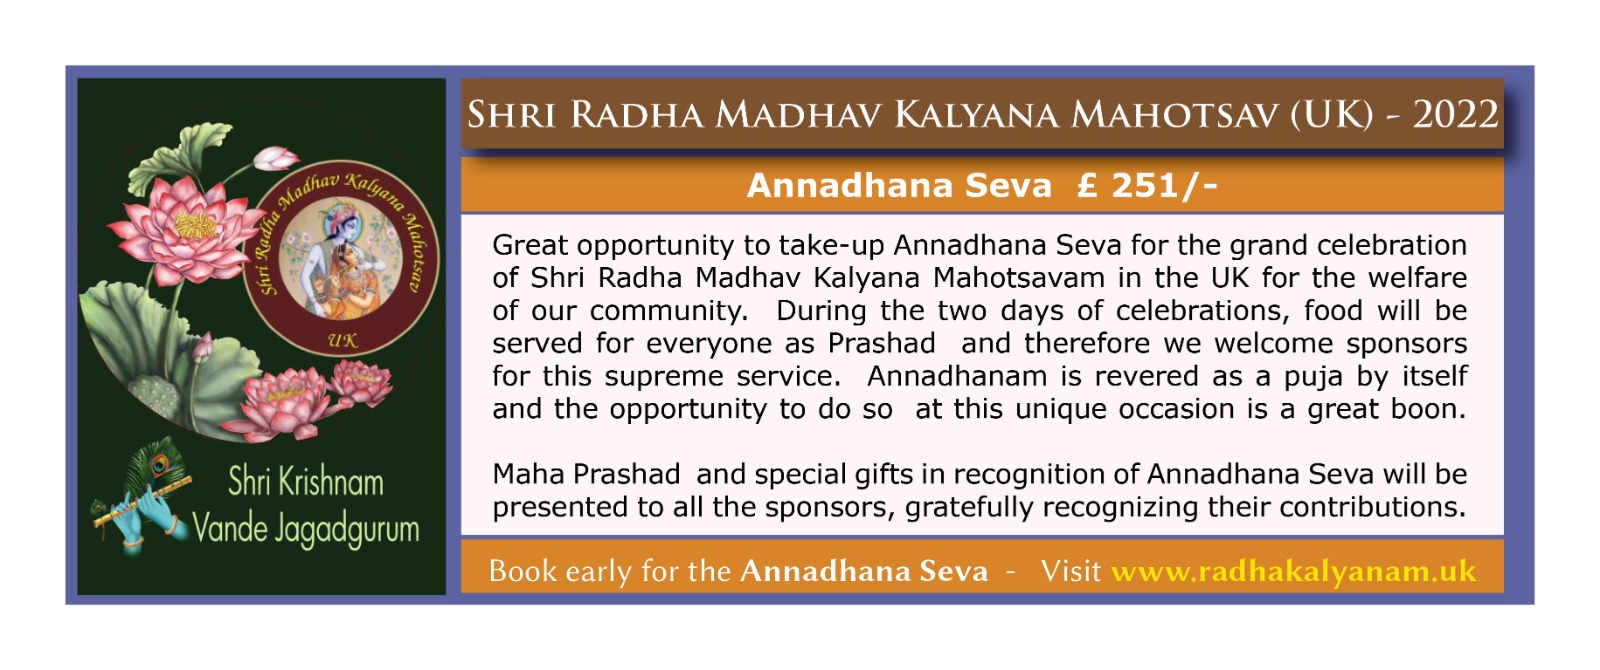 Shri Radha Madhav Kalyana Mahotsav
UK
Shri Krishnam
Vande Jagadgurum
Shri Radha Madhav Kalyana Mahotsav (UK) - 2022
Annadhana Seva £ 251/-
Great opportunity to take-up Annadhana Seva for the grand celebration
of Shri Radha Madhav Kalyana Mahotsavam in the UK for the welfare
of our community. During the two days of celebrations, food will be
served for everyone as Prashad and therefore we welcome sponsors
for this supreme service. Annadhanam is revered as a puja by itself
and the opportunity to do so at this unique occasion is a great boon.
Maha Prashad and special gifts in recognition of Annadhana Seva will be
presented to all the sponsors, gratefully recognizing their contributions.
Book early for the Annadhana Seva - Visit www.radhakalyanam.uk